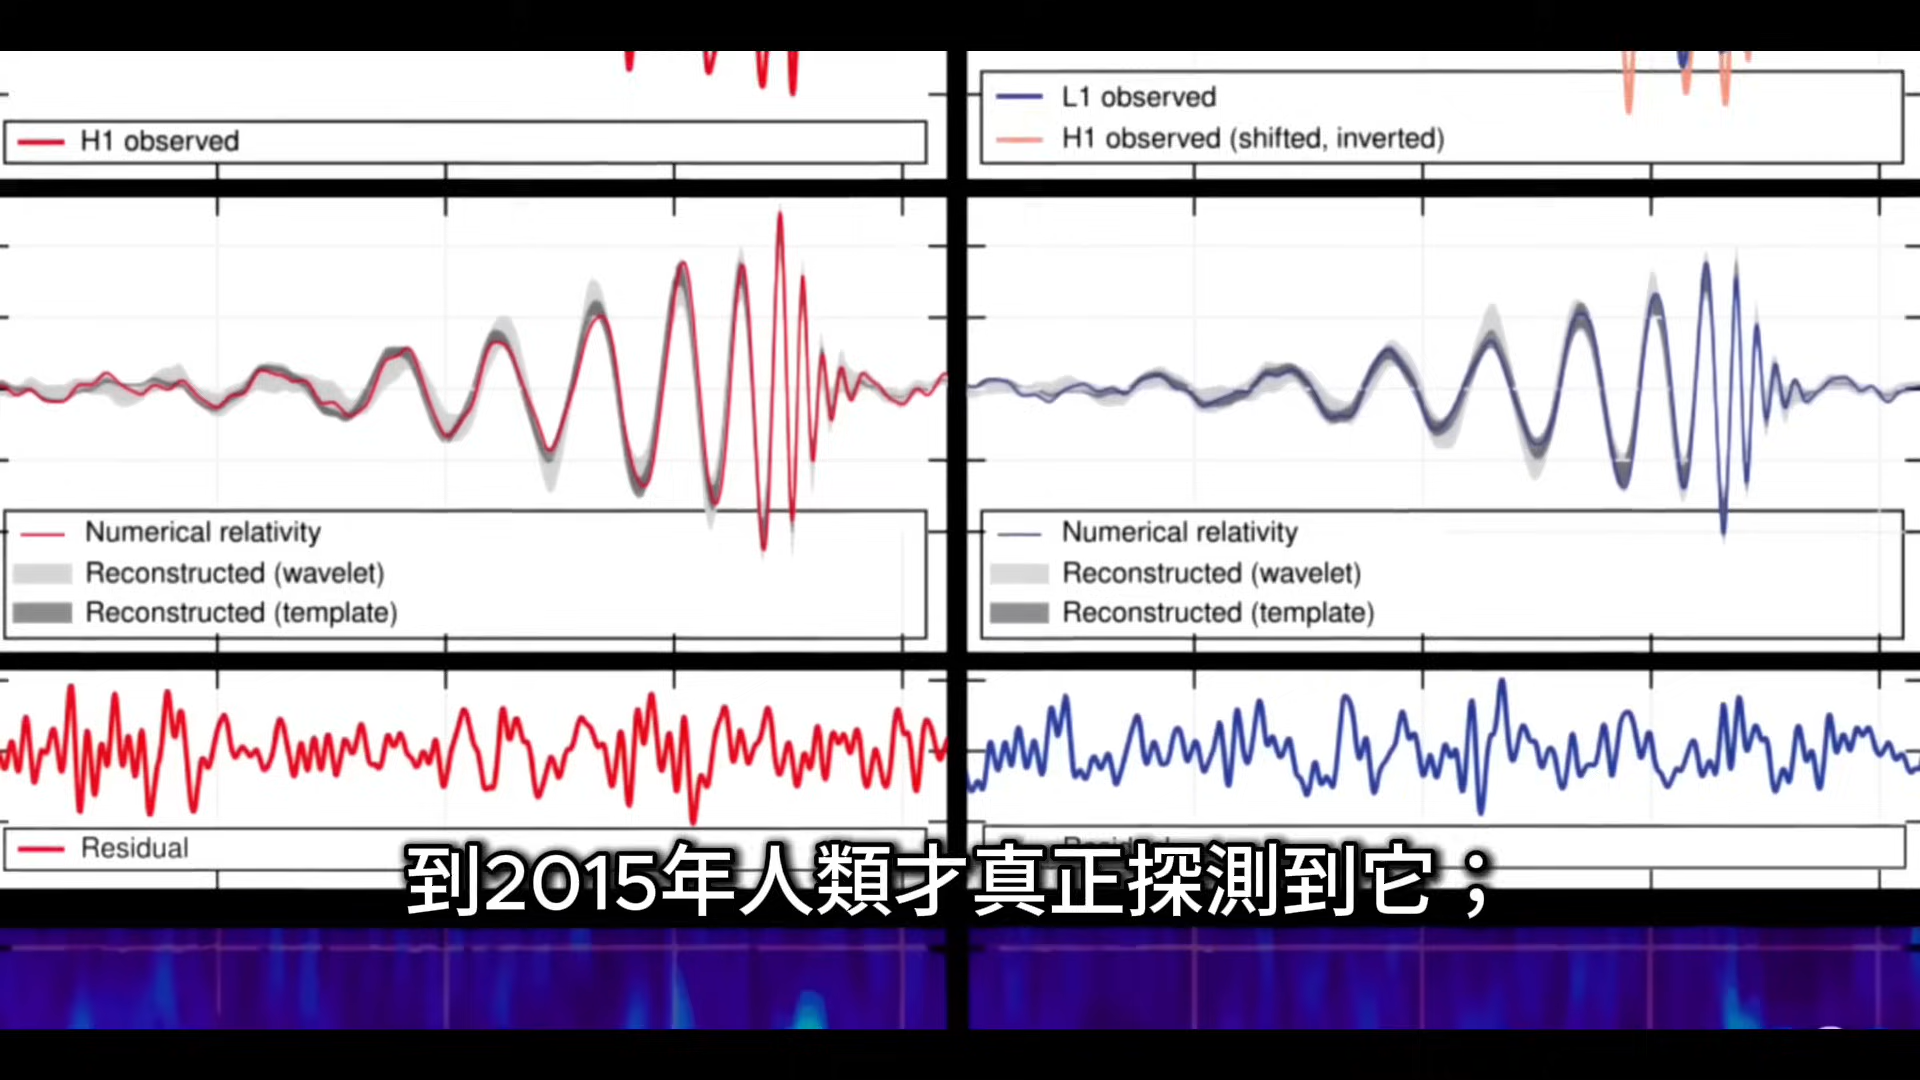 H1 observed
L1 observed
H1 observed (shifted, inverted)
Numerical relativity
Reconstructed (wavelet)
Reconstructed (template)
Numerical relativity
Reconstructed (wavelet)
Reconstructed (template)
Residual
到2015年人類才真正探測到它；